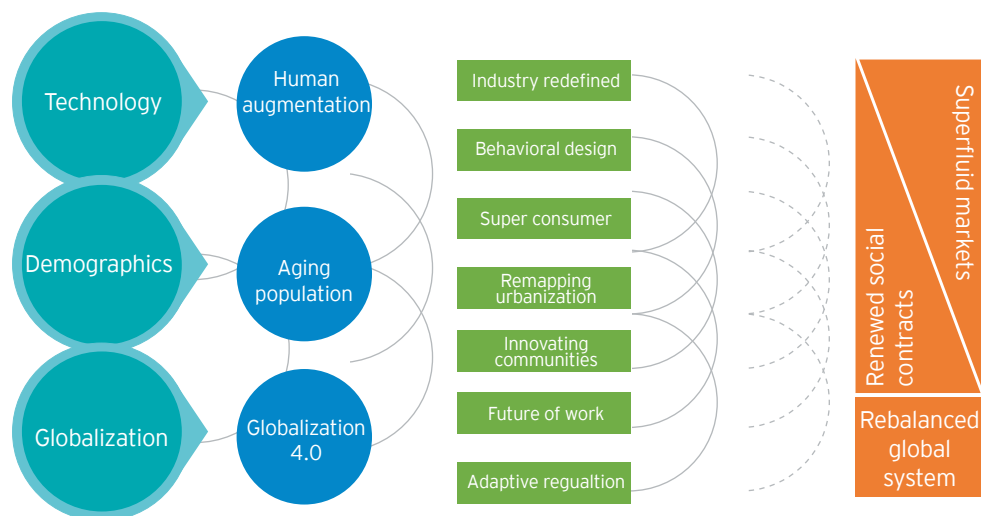 Technology
Demographics
Globalization
Human
augmentation
Aging
population
Globalization
4.0
Industry redefined
Behavioral design
Super consumer
Remapping
urbanization
Innovating
communities
Future of work
Adaptive regualtion
Renewed social
contracts
Superfluid markets
Rebalanced
global
system